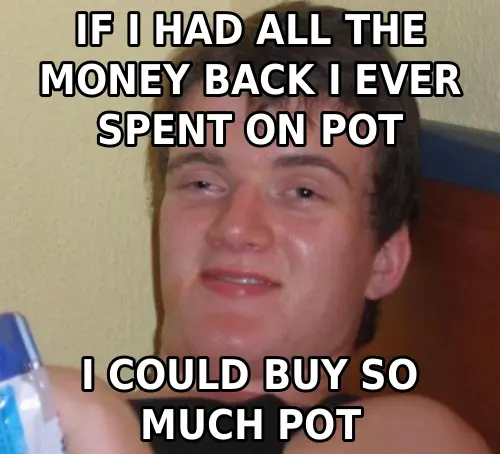 IF I HAD ALL THE
MONEY BACK I EVER
SPENT ON POT
I COULD BUY SO
MUCH POT